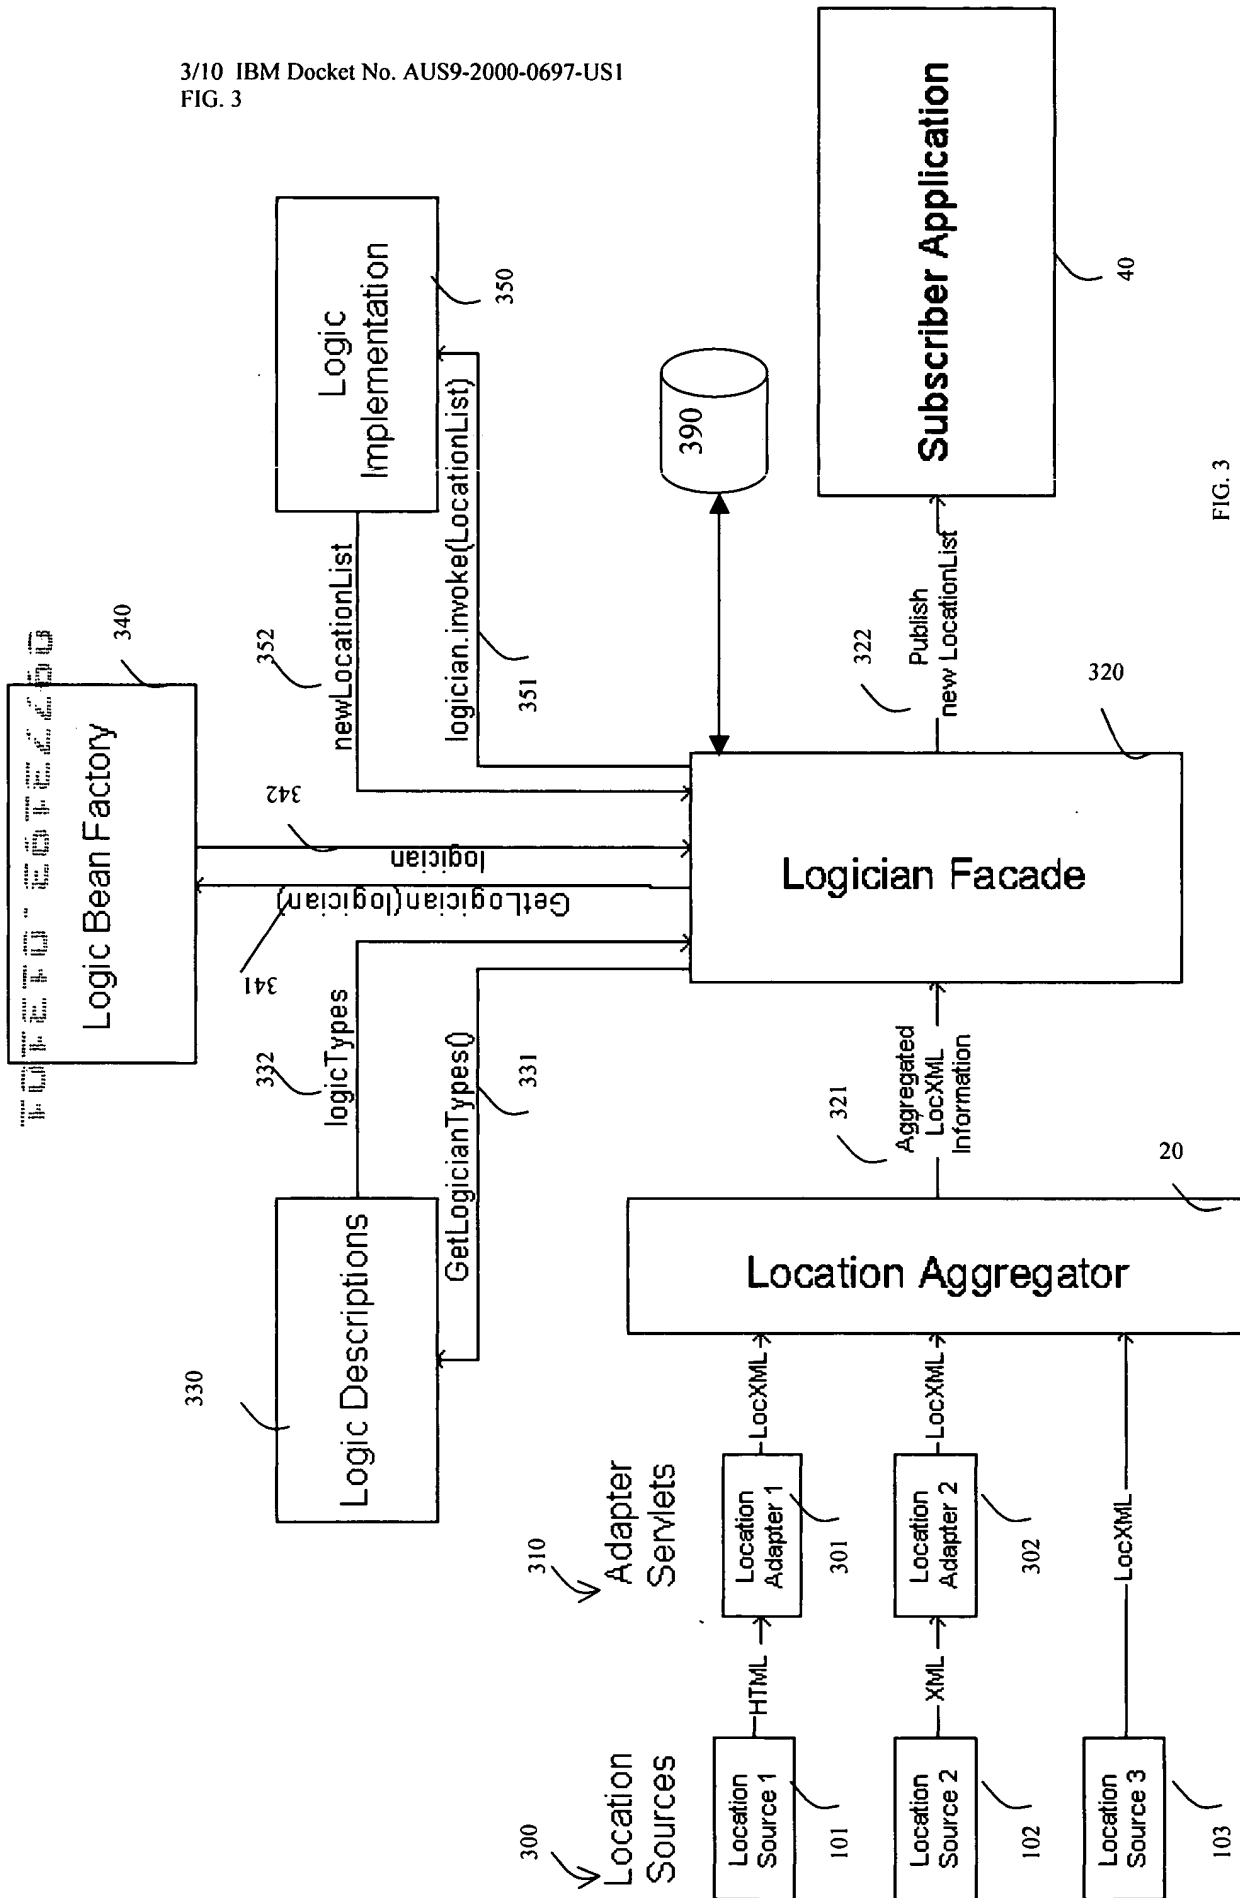 3/10 IBM Docket No. AUS9-2000-0697-US1
FIG. 3
Logic Bean Factory
340
Logic Descriptions
330
logicTypes
332
GetLogicianTypes()
331
GetLogician(logician)
341
logician
342
newLocationList
352
logician.invoke(LocationList)
351
Logic
Implementation
350
390
Location
Sources
300
Adapter
Servlets
310
Location
Source 1
101
HTML
Location
Adapter 1
301
LocXML
Location
Source 2
102
XML
Location
Adapter 2
302
LocXML
Location
Source 3
103
LocXML
Location Aggregator
20
321
Aggregated
LocXML
Information
Logician Facade
320
322
Publish
new LocationList
Subscriber Application
40
FIG. 3